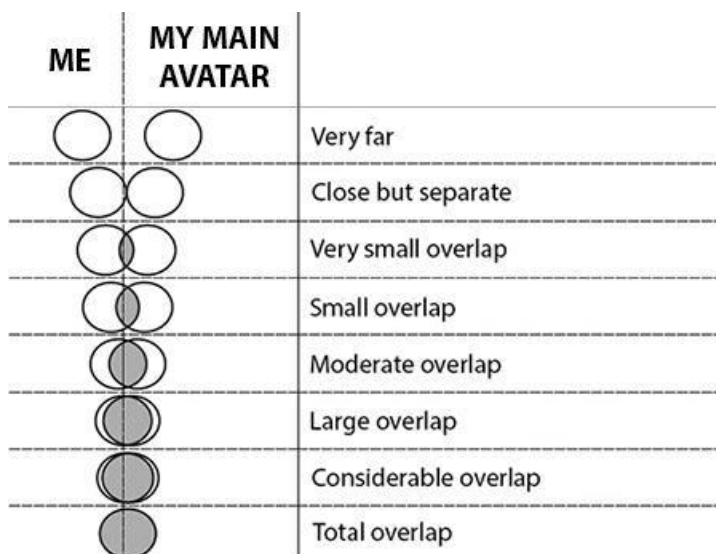 ME
MY MAIN
AVATAR
Very far
Close but separate
Very small overlap
Small overlap
Moderate overlap
Large overlap
Considerable overlap
Total overlap